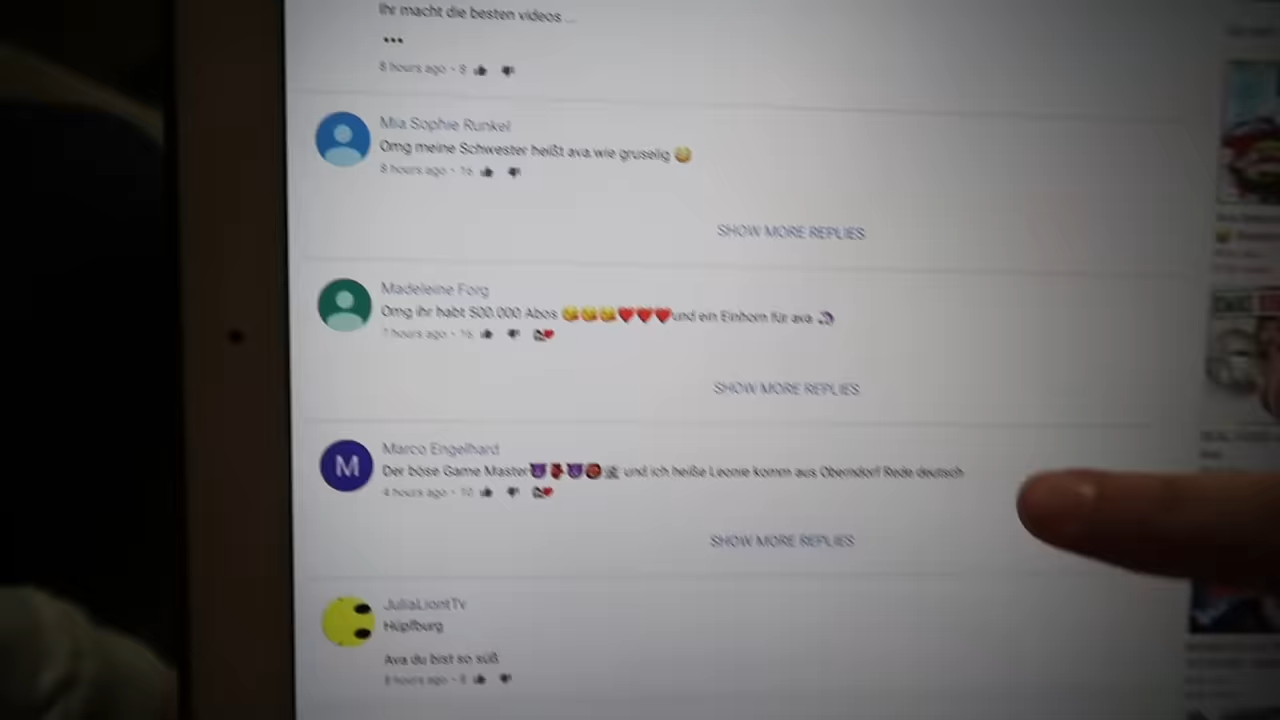 Ihr macht die besten videos ...
...
8 hours ago • 8
Mia Sophie Runkel
Omg meine Schwester heißt ava.wie gruselig 😂
8 hours ago • 16
SHOW MORE REPLIES
Madeleine Forg
Omg ihr habt 500.000 Abos 😘😘😘❤❤❤und ein Einhorn für ava 🦄
7 hours ago • 16
SHOW MORE REPLIES
M
Marco Engelhard
Der böse Game Master und ich heiße Leonie komm aus Oberndorf Rede deutsch
4 hours ago • 10
SHOW MORE REPLIES
JuliaLiontTv
Hüpfburg
Ava du bist so süß
8 hours ago • 8